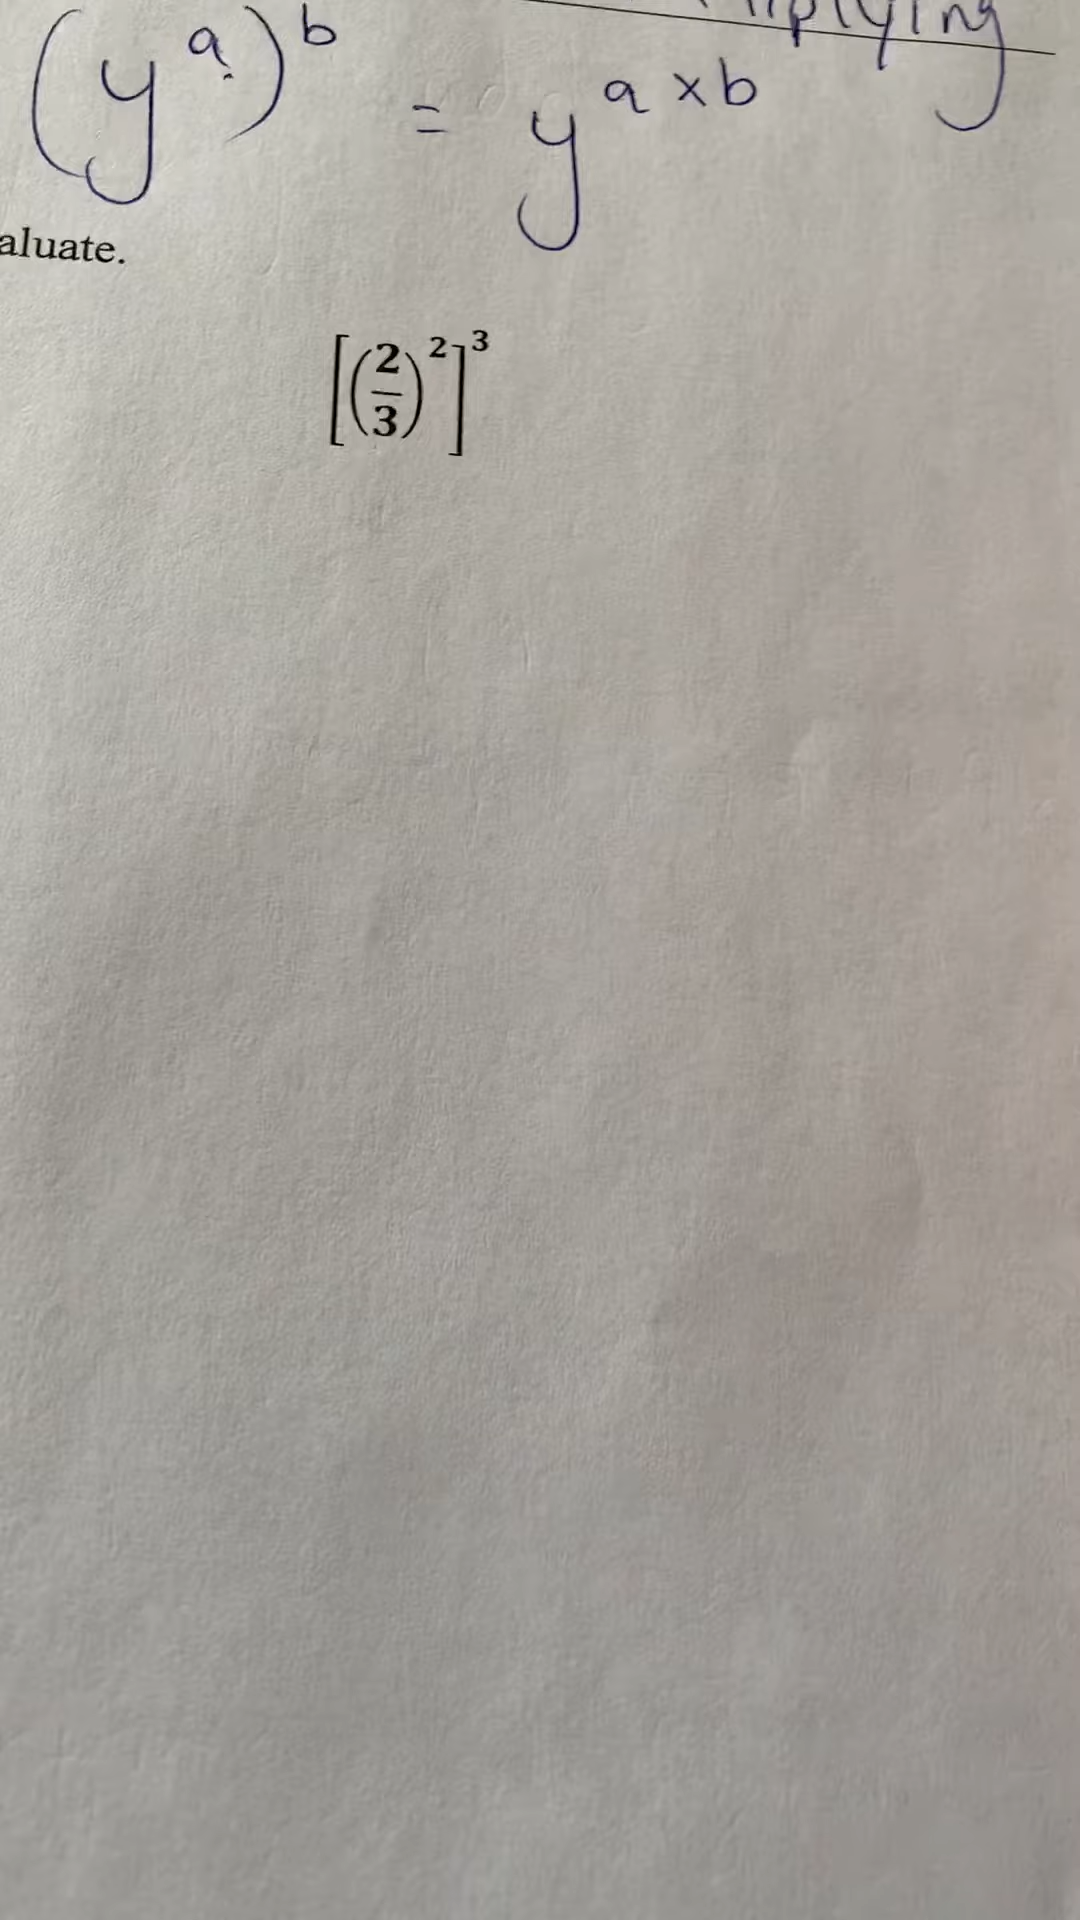 (y^a)^b = y^(a × b)
aluate.
[(2/3)^2]^3